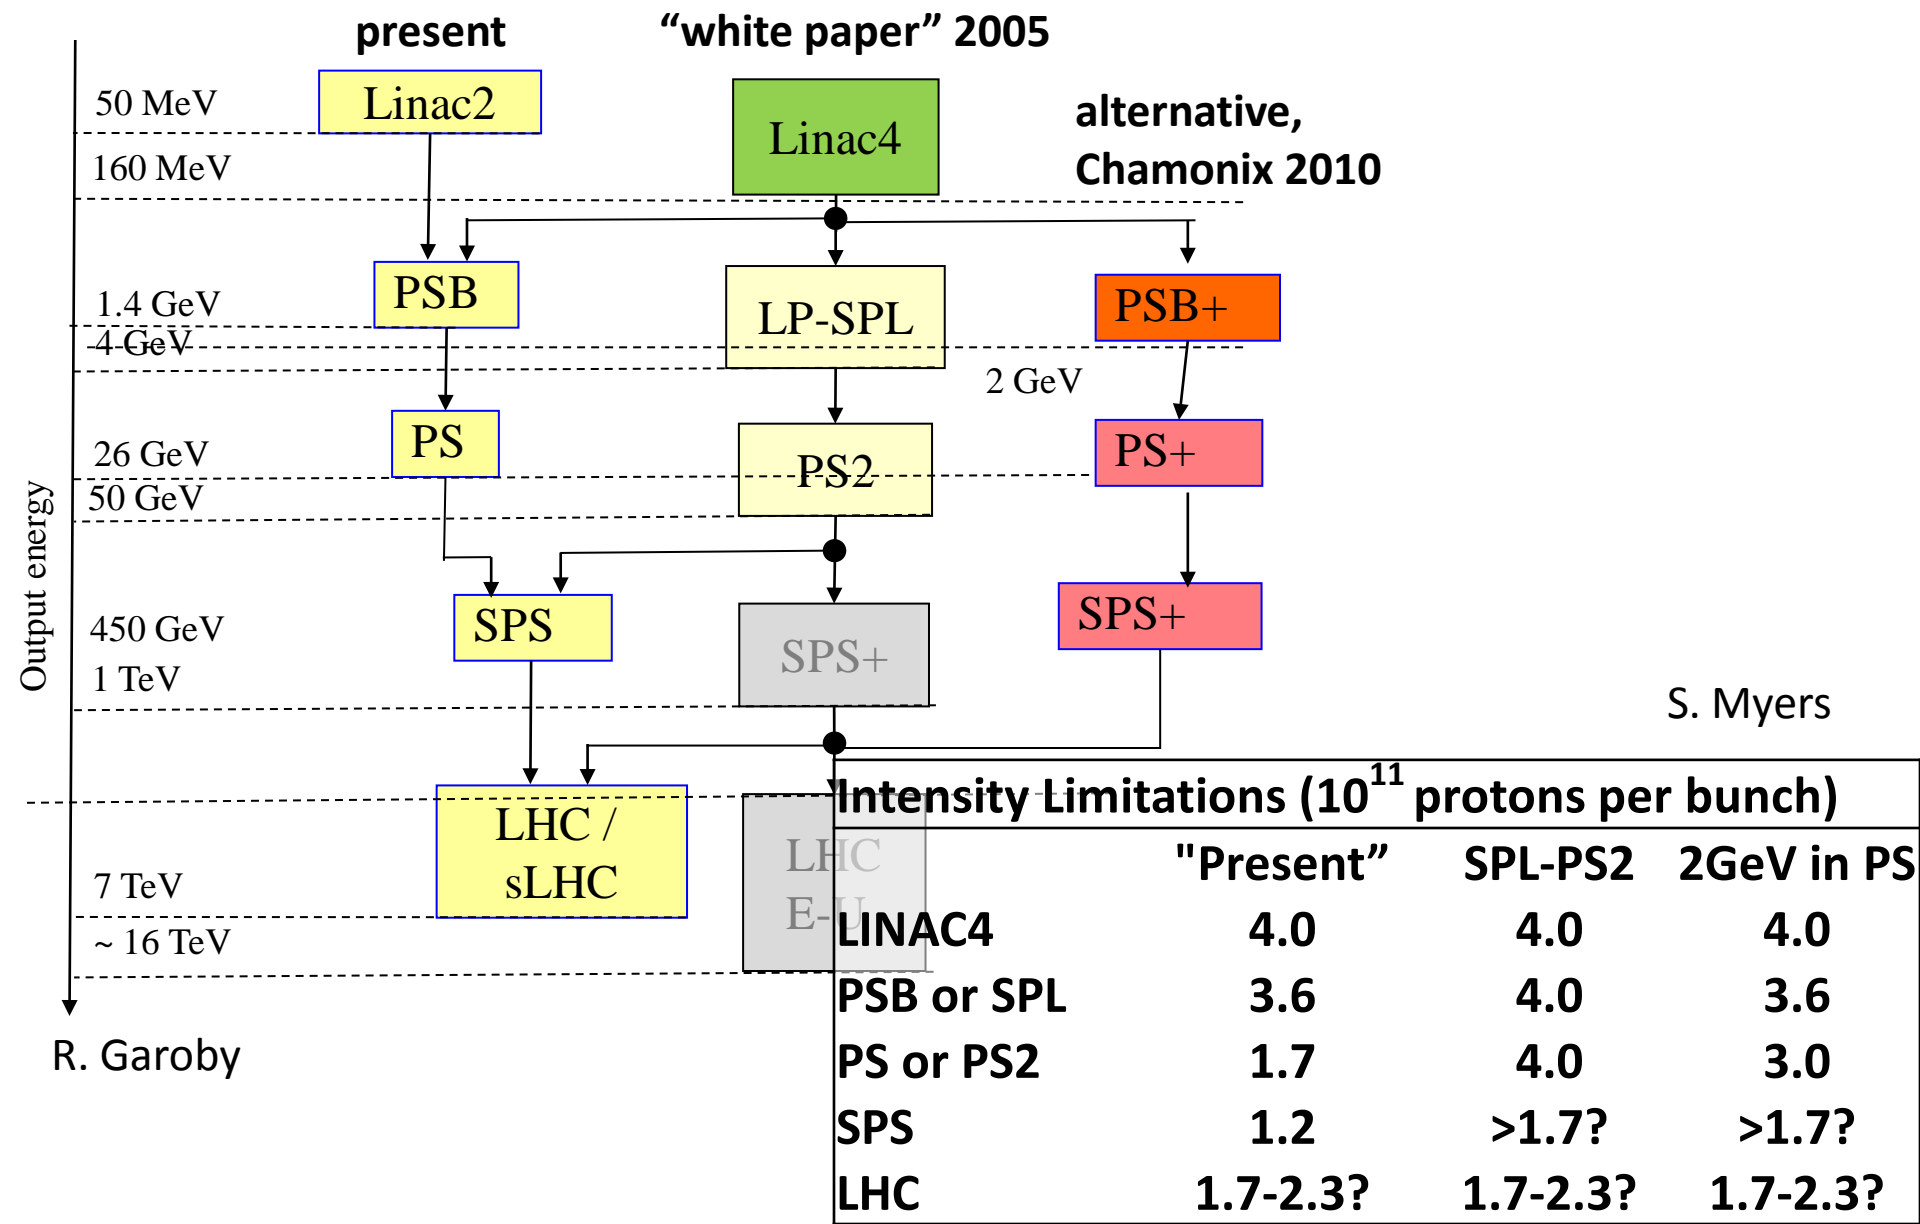 present “white paper” 2005
50 MeV Linac2
Linac4
alternative,
Chamonix 2010
160 MeV
PSB
LP-SPL
PSB+
1.4 GeV
4 GeV
2 GeV
PS
PS2
PS+
26 GeV
50 GeV
Output energy
SPS
SPS+
SPS+
450 GeV
1 TeV
S. Myers
LHC /
sLHC
LHC
E-U
7 TeV
~ 16 TeV
R. Garoby
Intensity Limitations (10^11 protons per bunch)
"Present” SPL-PS2 2GeV in PS
LINAC4 4.0 4.0 4.0
PSB or SPL 3.6 4.0 3.6
PS or PS2 1.7 4.0 3.0
SPS 1.2 >1.7? >1.7?
LHC 1.7-2.3? 1.7-2.3? 1.7-2.3?